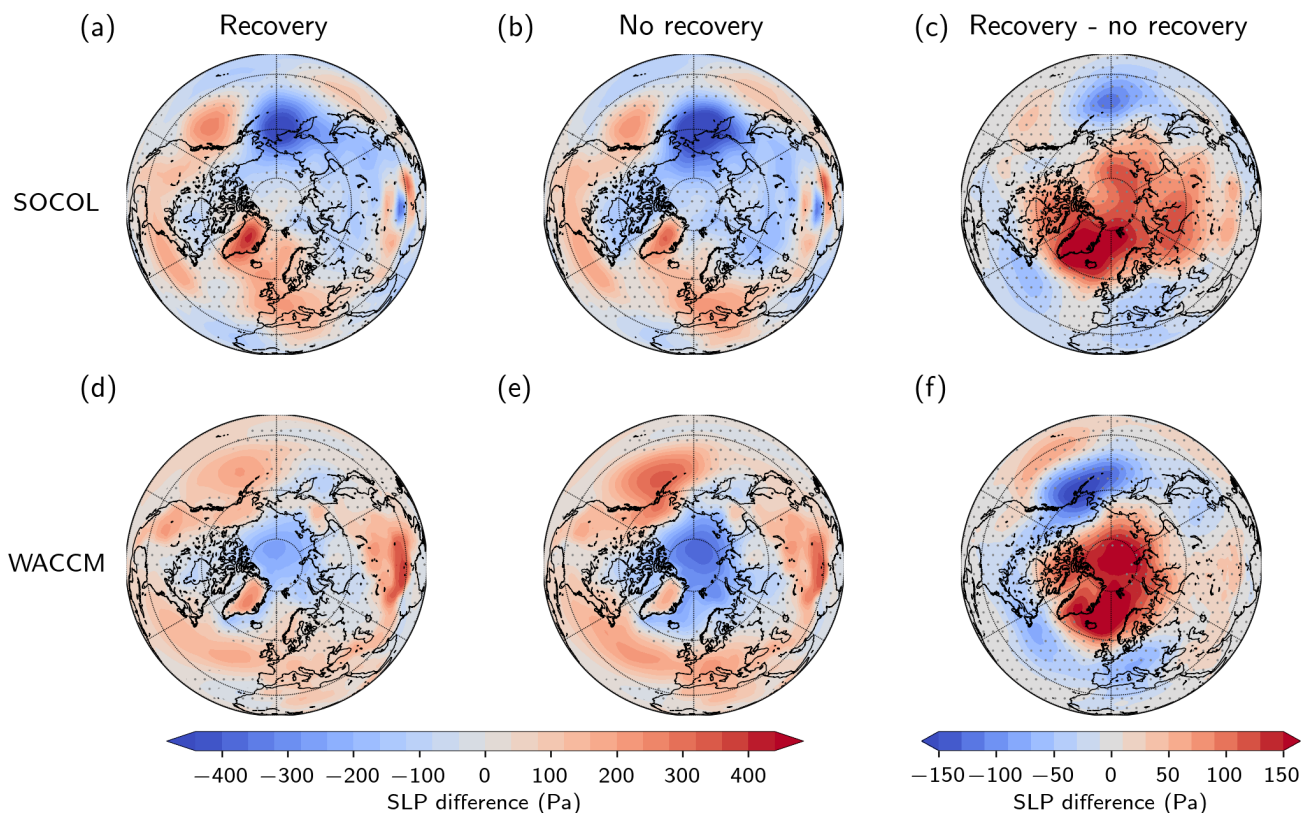 (a) Recovery (b) No recovery (c) Recovery - no recovery
SOCOL
(d) (e) (f)
WACCM
−400 −300 −200 −100 0 100 200 300 400 −150 −100 −50 0 50 100 150
SLP difference (Pa) SLP difference (Pa)